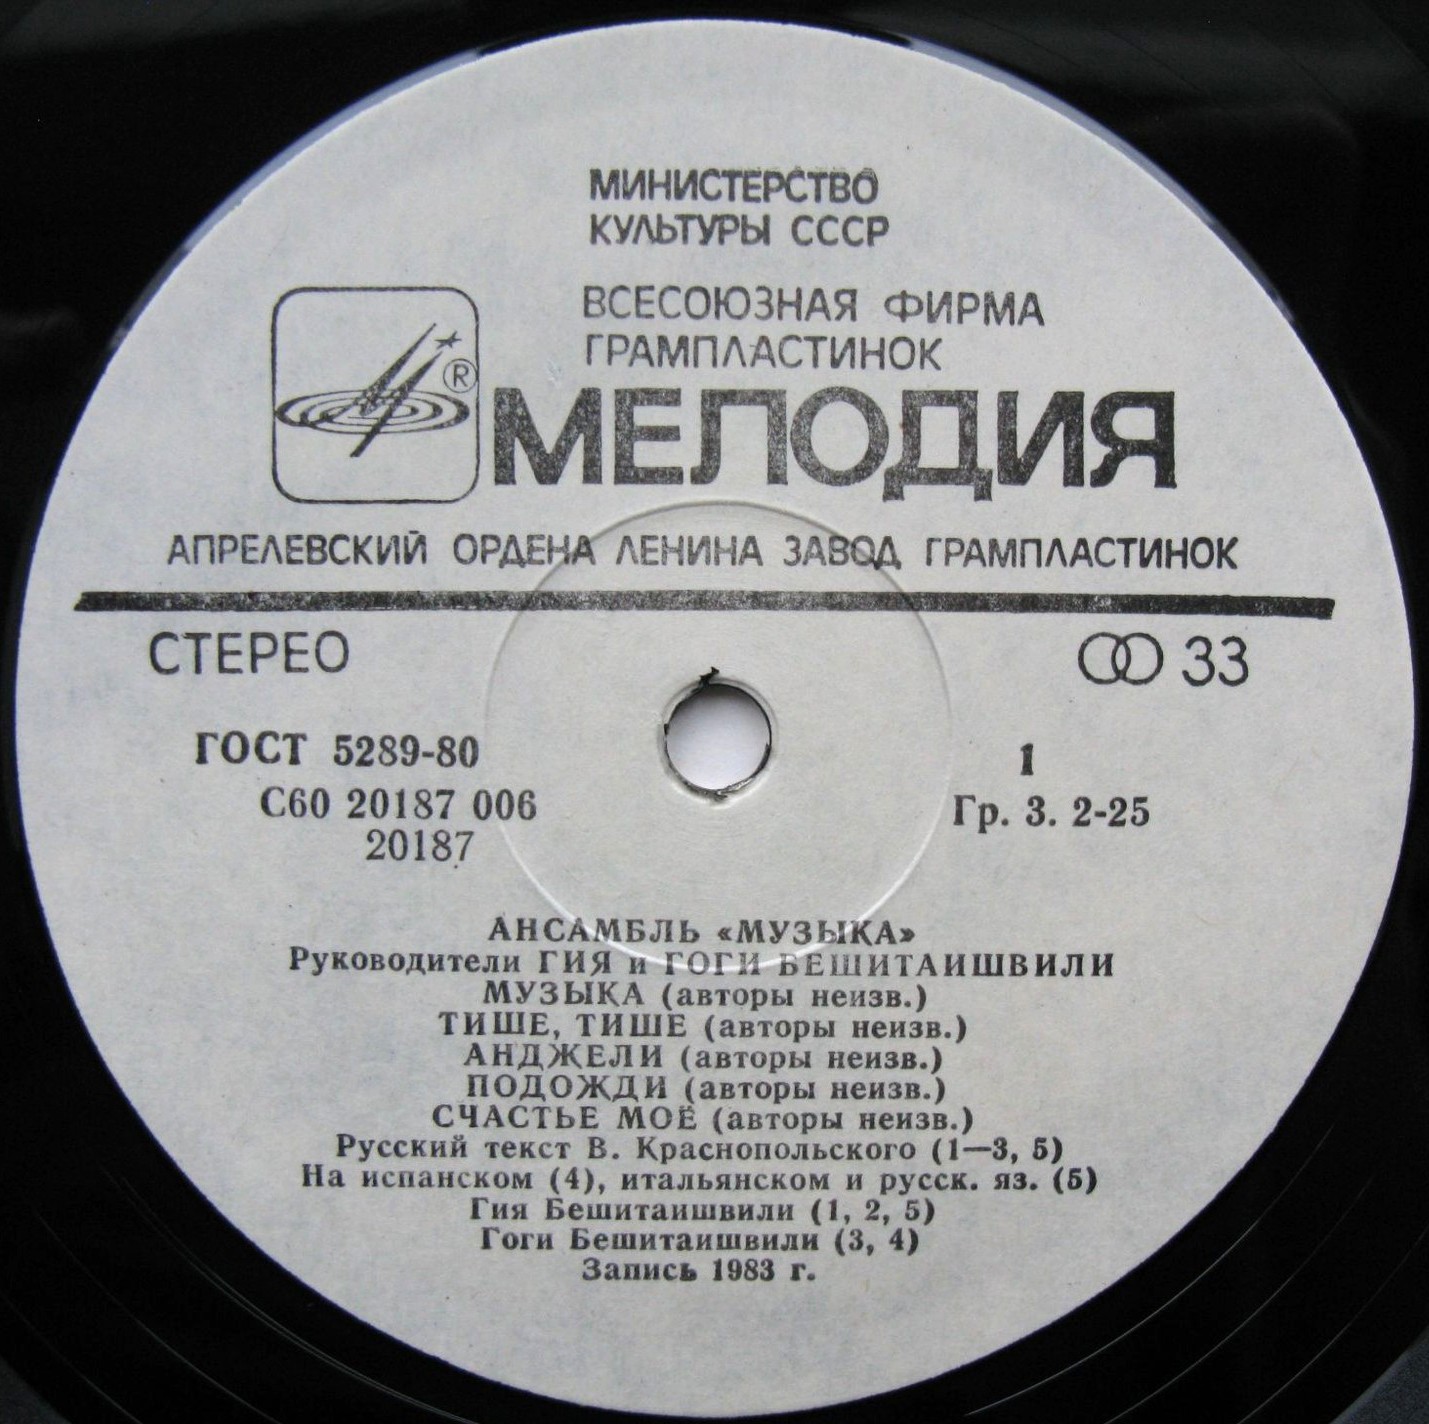 МИНИСТЕРСТВО
КУЛЬТУРЫ СССР
ВСЕСОЮЗНАЯ ФИРМА
ГРАМПЛАСТИНОК
®
МЕЛОДИЯ
АПРЕЛЕВСКИЙ ОРДЕНА ЛЕНИНА ЗАВОД ГРАМПЛАСТИНОК
СТЕРЕО 33
ГОСТ 5289-80 1
С60 20187 006 Гр. 3. 2-25
20187
АНСАМБЛЬ «МУЗЫКА»
Руководители ГИЯ и ГОГИ БЕШИТАИШВИЛИ
МУЗЫКА (авторы неизв.)
ТИШЕ, ТИШЕ (авторы неизв.)
АНДЖЕЛИ (авторы неизв.)
ПОДОЖДИ (авторы неизв.)
СЧАСТЬЕ МОЁ (авторы неизв.)
Русский текст В. Краснопольского (1—3, 5)
На испанском (4), итальянском и русск. яз. (5)
Гия Бешитаишвили (1, 2, 5)
Гоги Бешитаишвили (3, 4)
Запись 1983 г.